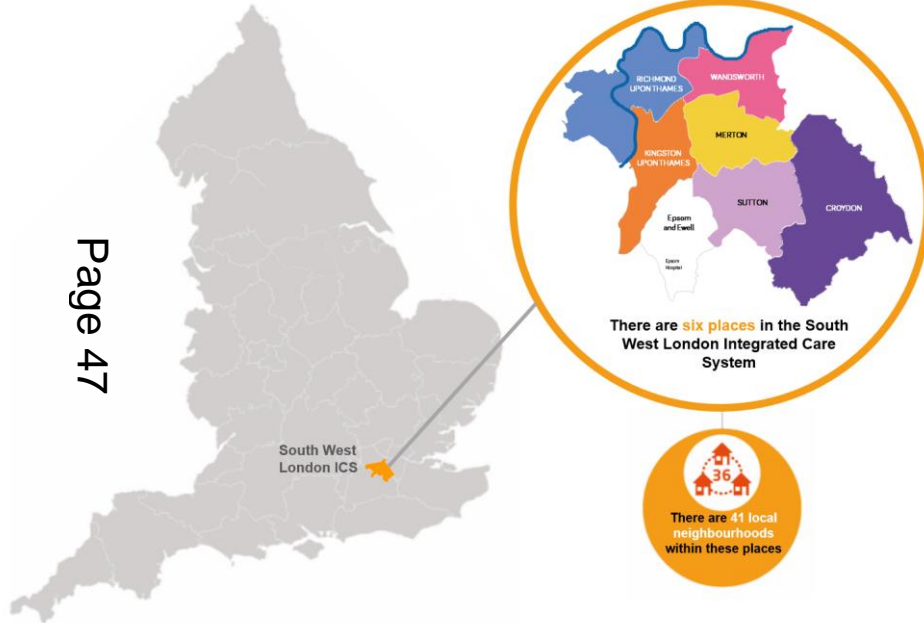 Page 47
South West
London ICS
RICHMOND
UPON THAMES
WANDSWORTH
MERTON
KINGSTON
UPON THAMES
SUTTON
CROYDON
Epsom
and Ewell
Epsom
Hospital
There are six places in the South
West London Integrated Care
System
36
There are 41 local
neighbourhoods
within these places